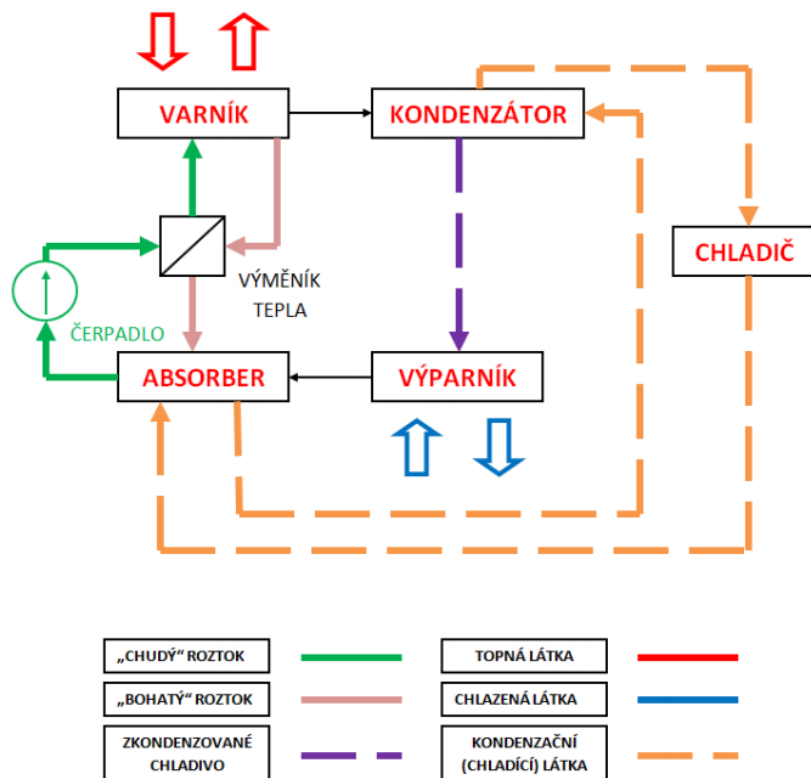 VARNÍK
KONDENZÁTOR
CHLADIČ
VÝMĚNÍK
TEPLA
ČERPADLO
ABSORBER
VÝPARNÍK
„CHUDÝ“ ROZTOK
TOPNÁ LÁTKA
„BOHATÝ“ ROZTOK
CHLAZENÁ LÁTKA
ZKONDENZOVANÉ
CHLADIVO
KONDENZAČNÍ
(CHLADÍCÍ) LÁTKA